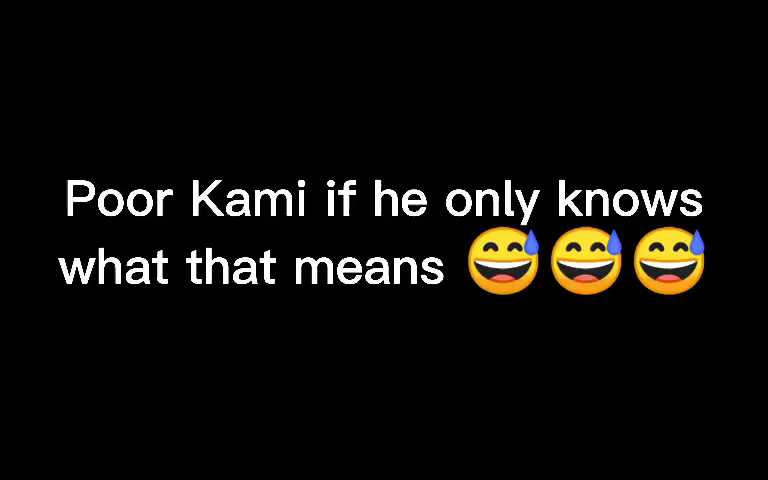 Poor Kami if he only knows
what that means 😅😅😅